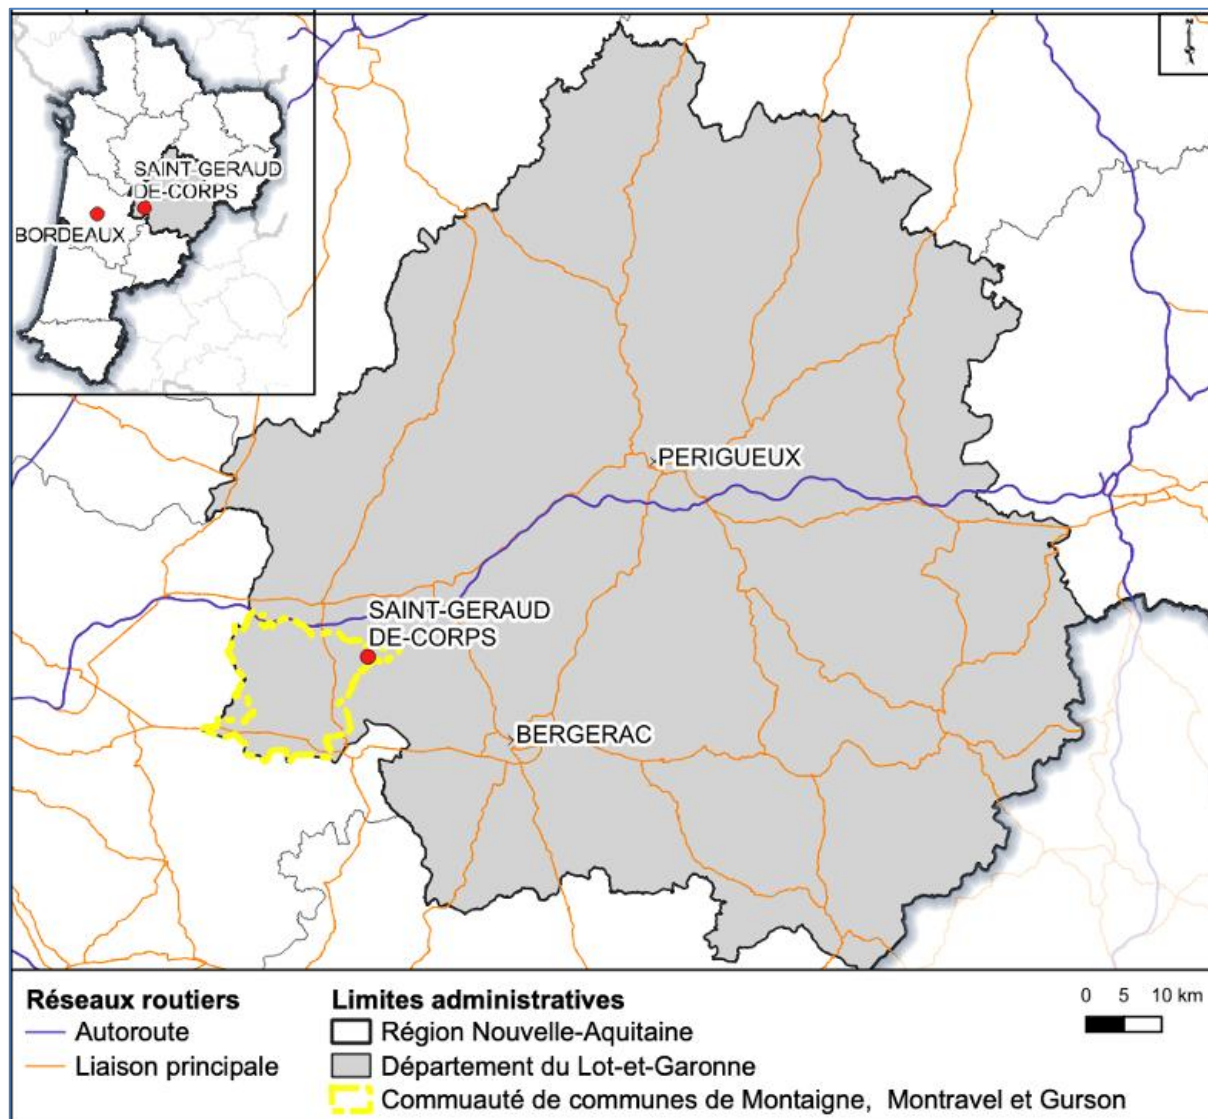 N
SAINT-GERAUD
DE-CORPS
BORDEAUX
PERIGUEUX
SAINT-GERAUD
DE-CORPS
BERGERAC
Réseaux routiers
Autoroute
Liaison principale
Limites administratives
Région Nouvelle-Aquitaine
Département du Lot-et-Garonne
Commuauté de communes de Montaigne, Montravel et Gurson
0 5 10 km